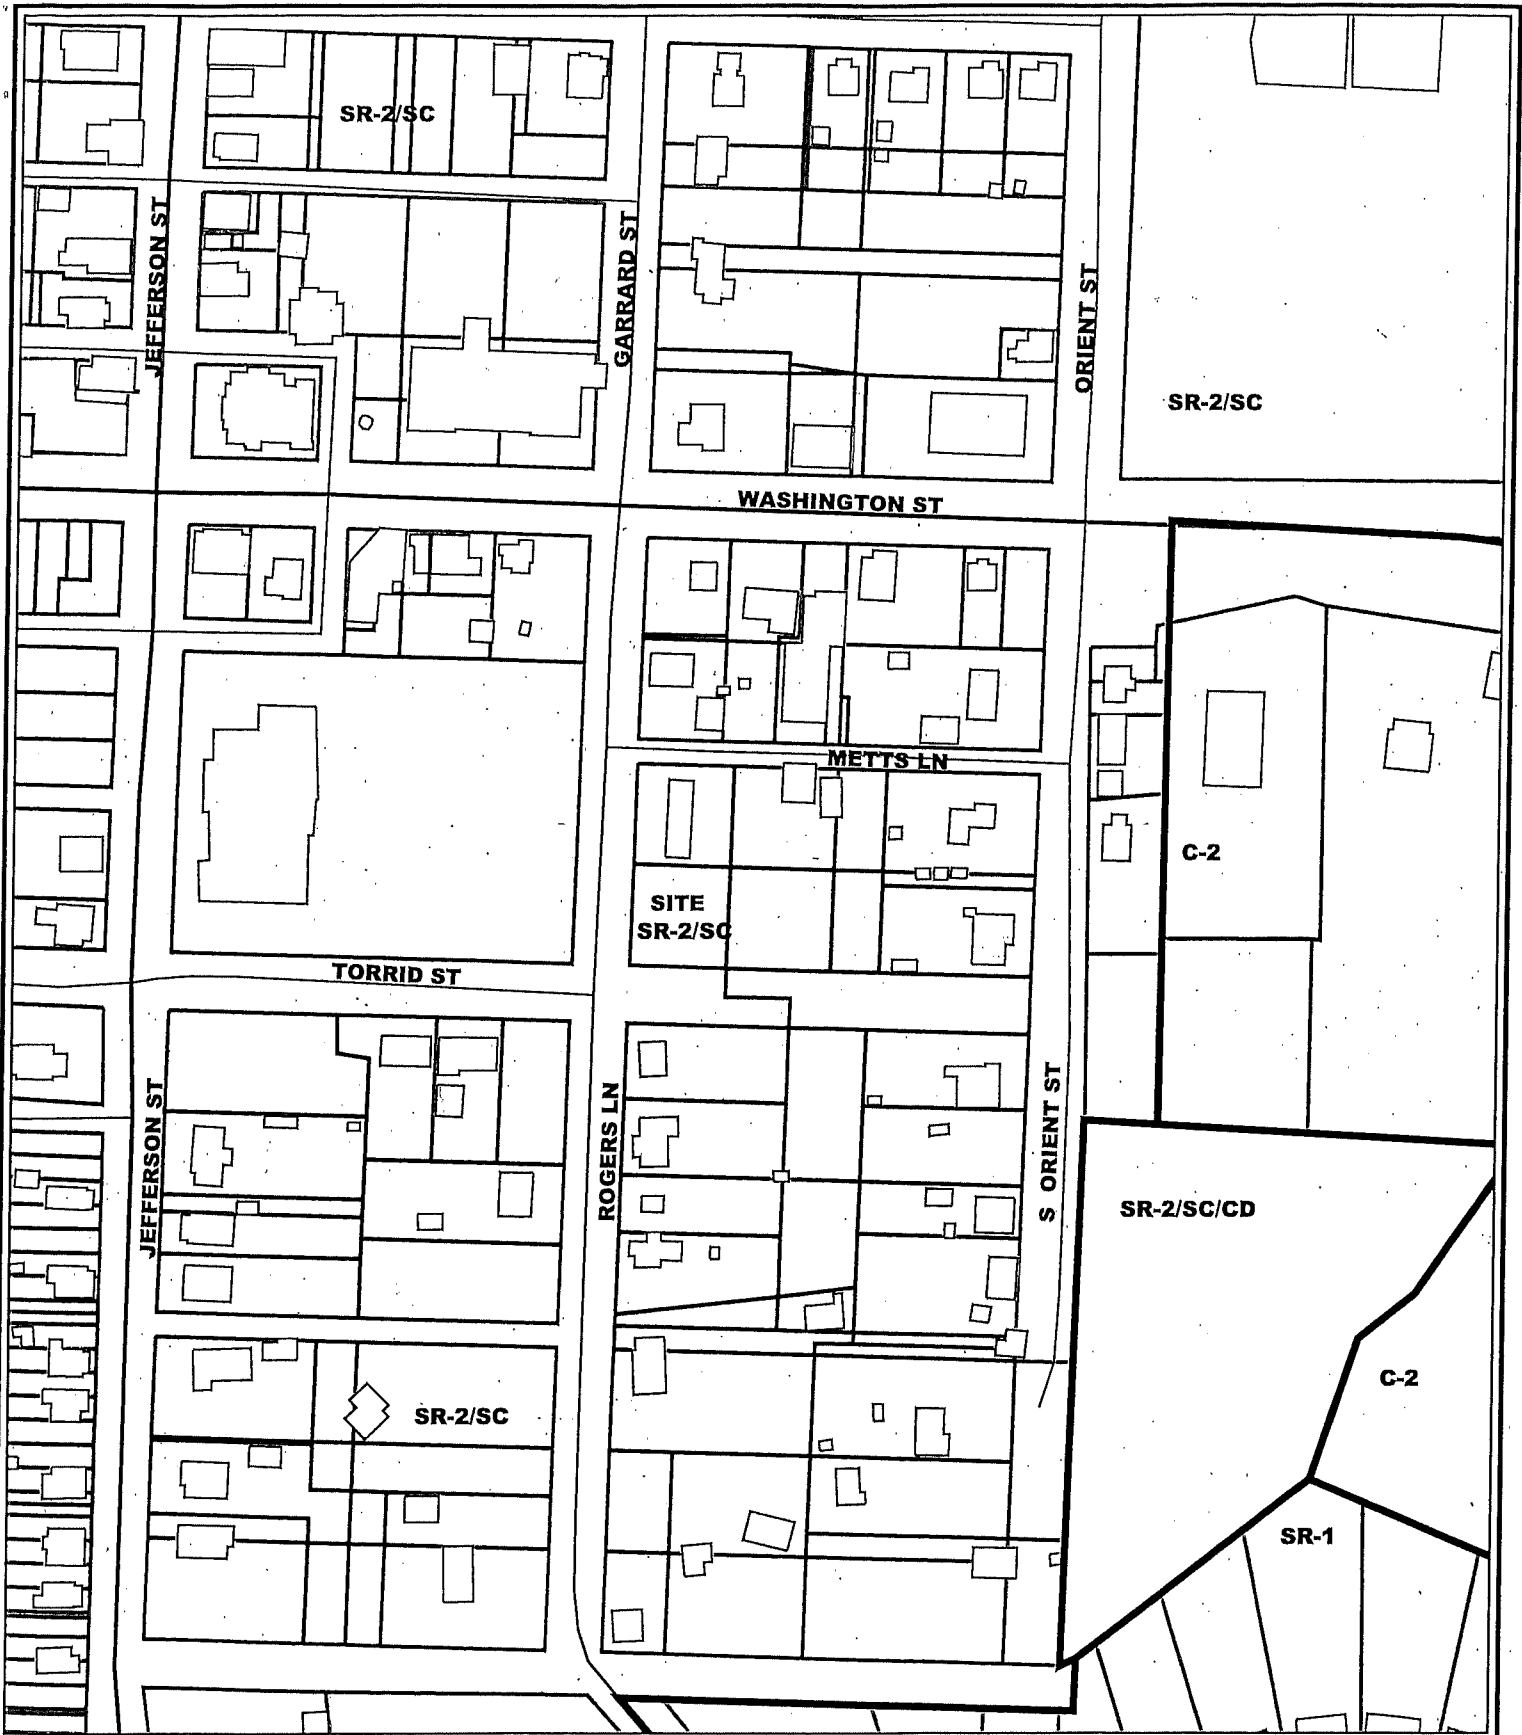 SR-2/SC
JEFFERSON ST
GARRARD ST
ORIENT ST
SR-2/SC
WASHINGTON ST
METTS LN
C-2
SITE
SR-2/SC
TORRID ST
JEFFERSON ST
ROGERS LN
S ORIENT ST
SR-2/SC/CD
C-2
SR-2/SC
SR-1